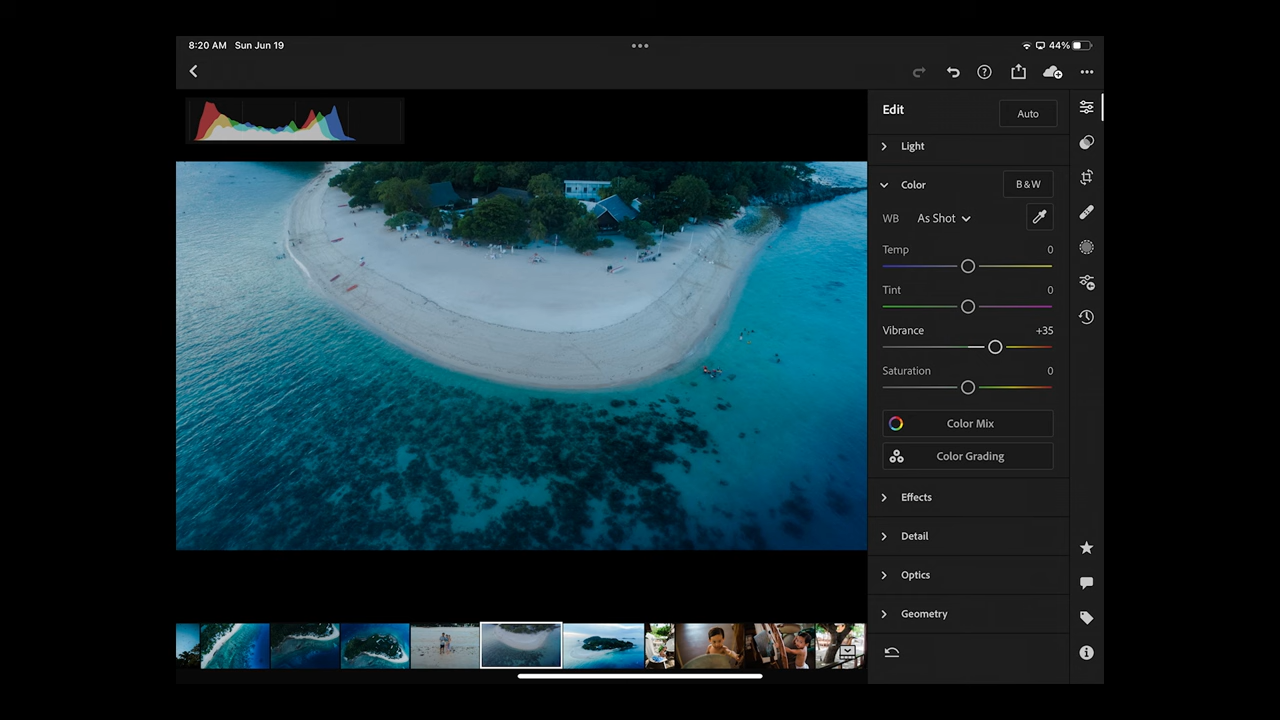 8:20 AM Sun Jun 19
44%
Edit
Auto
Light
Color
B&W
WB As Shot
Temp 0
Tint 0
Vibrance +35
Saturation 0
Color Mix
Color Grading
Effects
Detail
Optics
Geometry